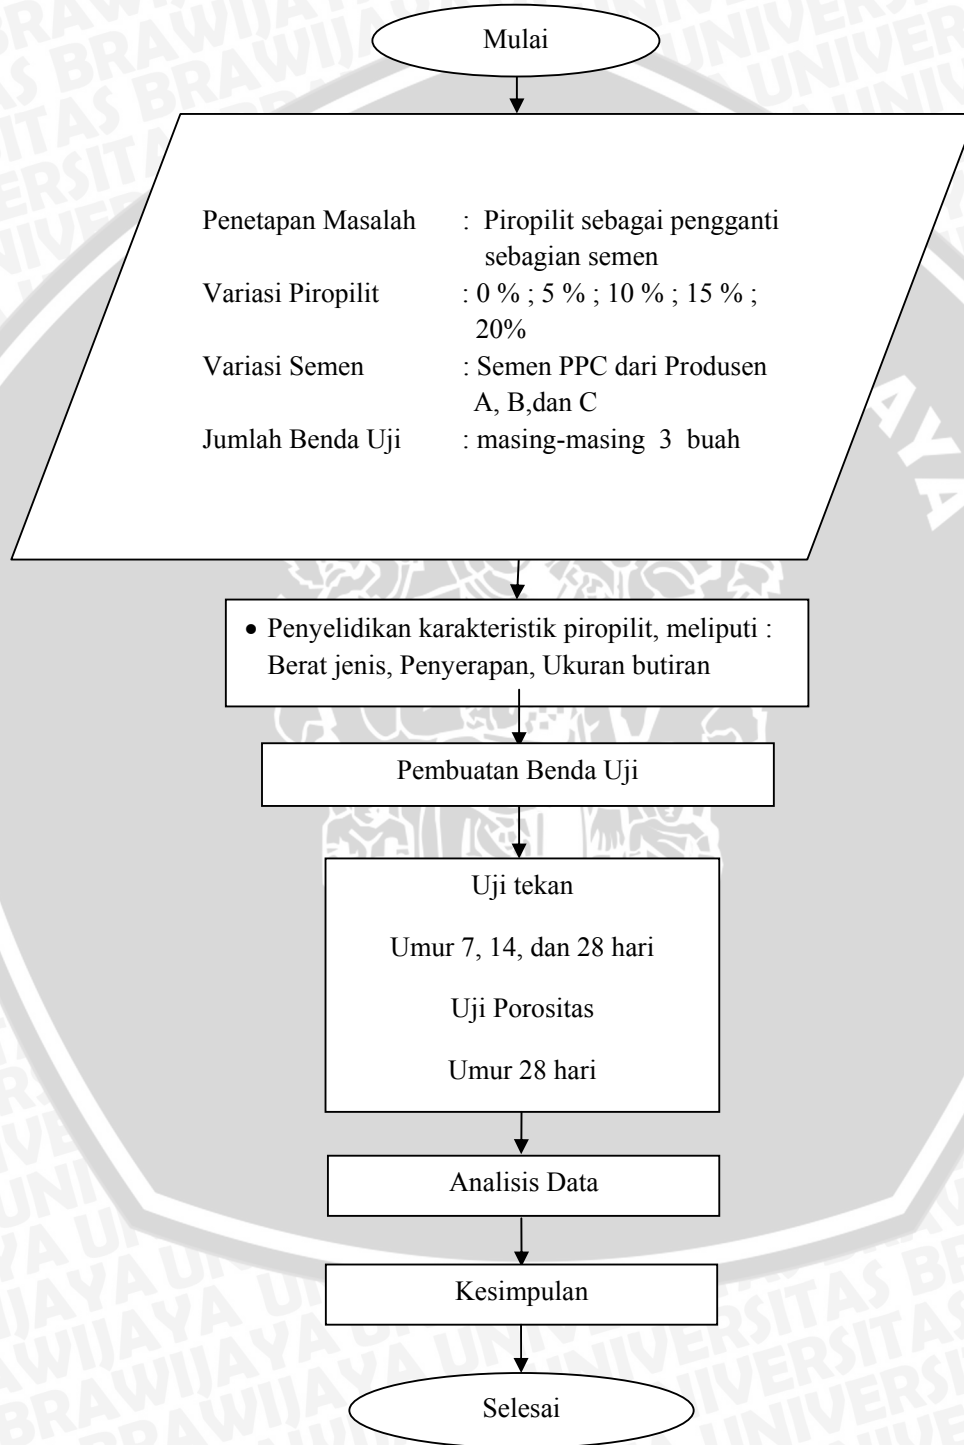 Mulai
Penetapan Masalah : Piropilit sebagai pengganti
sebagian semen
Variasi Piropilit : 0 % ; 5 % ; 10 % ; 15 % ;
20%
Variasi Semen : Semen PPC dari Produsen
A, B,dan C
Jumlah Benda Uji : masing-masing 3 buah
• Penyelidikan karakteristik piropilit, meliputi :
Berat jenis, Penyerapan, Ukuran butiran
Pembuatan Benda Uji
Uji tekan
Umur 7, 14, dan 28 hari
Uji Porositas
Umur 28 hari
Analisis Data
Kesimpulan
Selesai